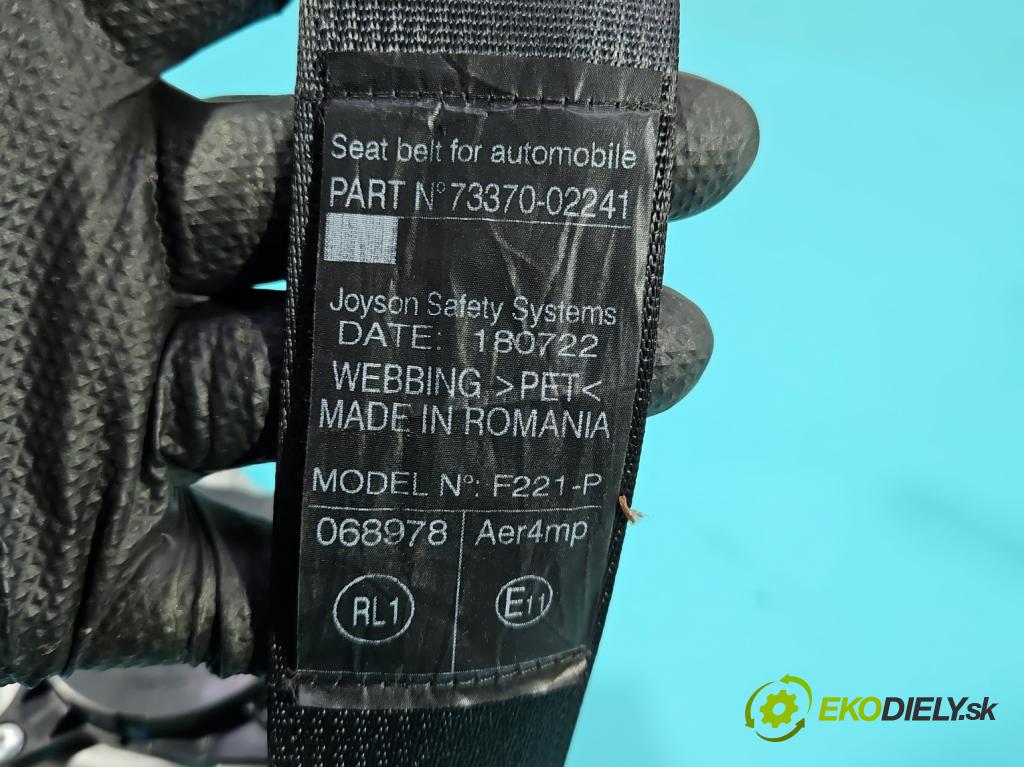 Seat belt for automobile
PART N° 73370-02241
Joyson Safety Systems
DATE: 180722
WEBBING >PET<
MADE IN ROMANIA
MODEL N°: F221-P
068978 Aer4mp
RL1 E11
EKODIELY.sk